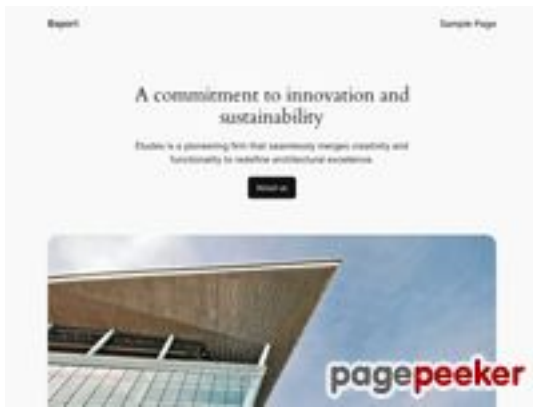 Report
Sample Page
A commitment to innovation and
sustainability
Études is a pioneering firm that seamlessly merges creativity and
functionality to redefine architectural excellence.
About us
pagepeeker